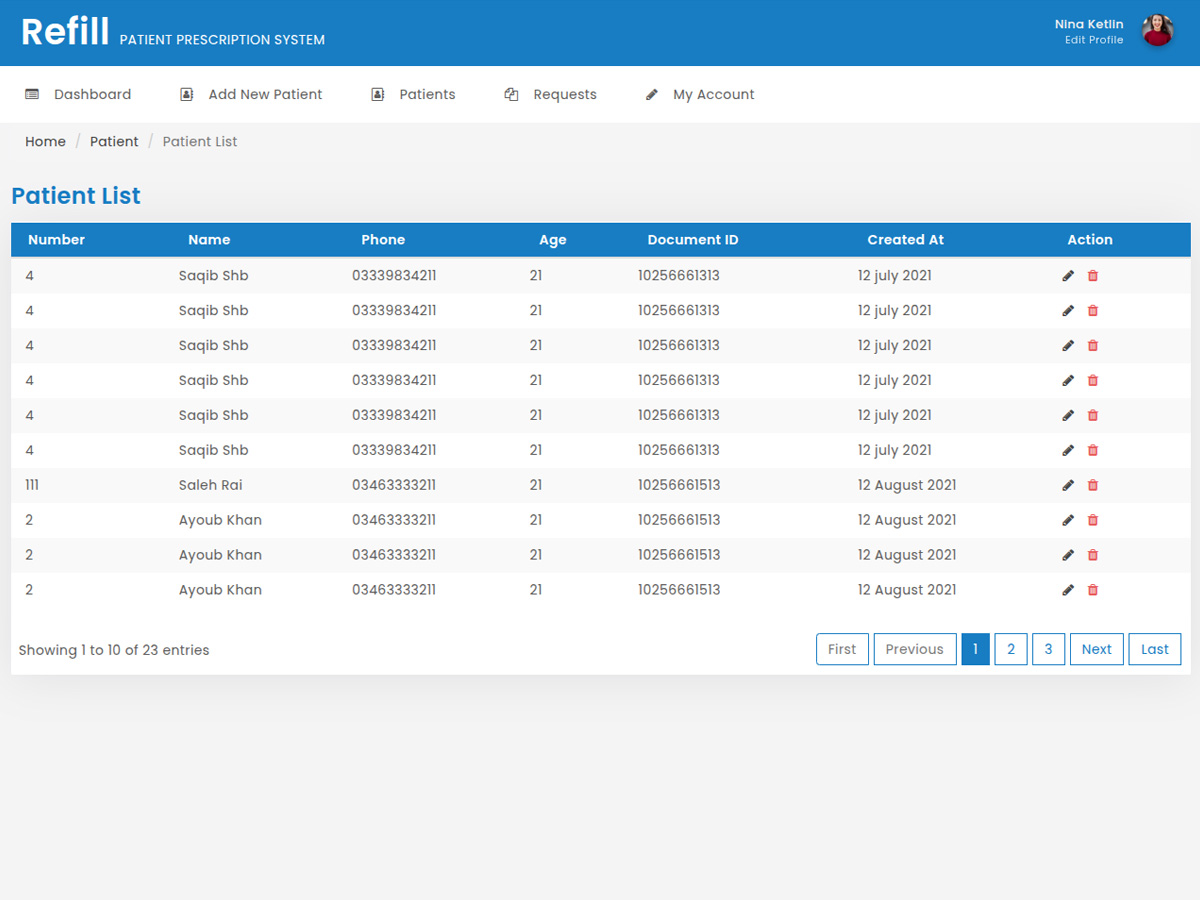 Refill PATIENT PRESCRIPTION SYSTEM
Nina Ketlin
Edit Profile
Dashboard Add New Patient Patients Requests My Account
Home / Patient / Patient List
Patient List
Number Name Phone Age Document ID Created At Action
4 Saqib Shb 03339834211 21 10256661313 12 july 2021
4 Saqib Shb 03339834211 21 10256661313 12 july 2021
4 Saqib Shb 03339834211 21 10256661313 12 july 2021
4 Saqib Shb 03339834211 21 10256661313 12 july 2021
4 Saqib Shb 03339834211 21 10256661313 12 july 2021
4 Saqib Shb 03339834211 21 10256661313 12 july 2021
111 Saleh Rai 03463333211 21 10256661513 12 August 2021
2 Ayoub Khan 03463333211 21 10256661513 12 August 2021
2 Ayoub Khan 03463333211 21 10256661513 12 August 2021
2 Ayoub Khan 03463333211 21 10256661513 12 August 2021
Showing 1 to 10 of 23 entries
First Previous 1 2 3 Next Last